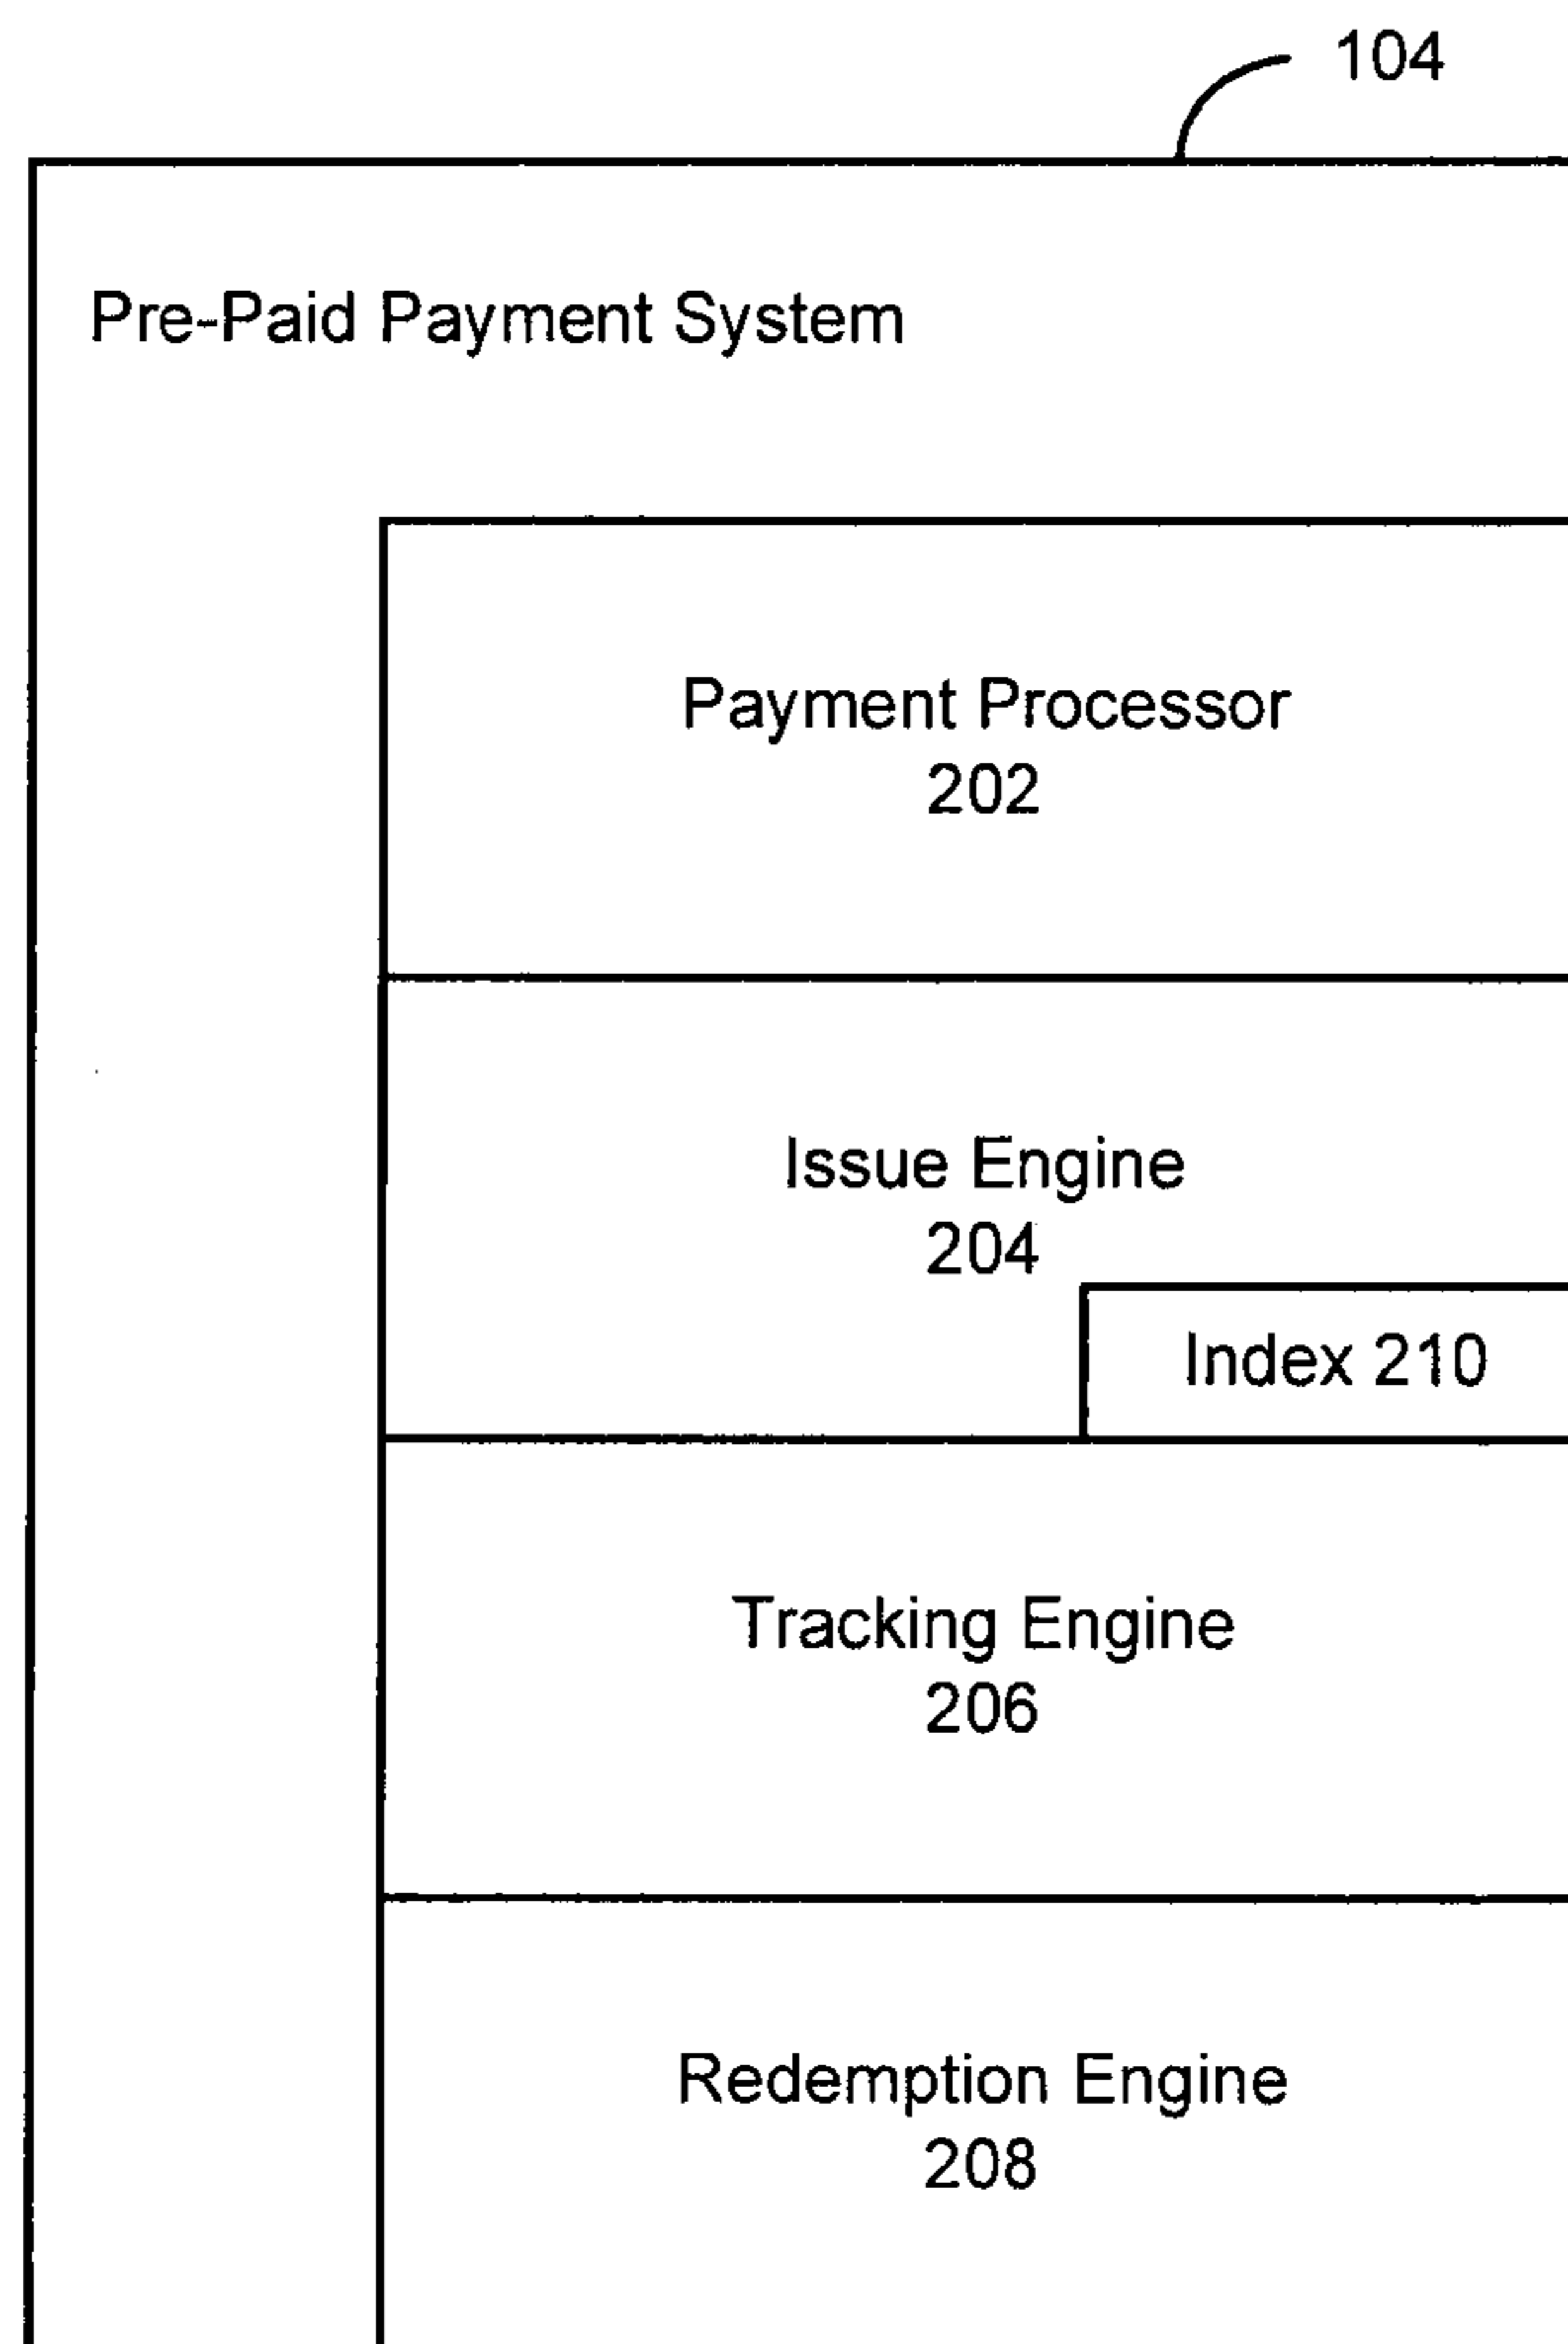 104
Pre-Paid Payment System
Payment Processor
202
Issue Engine
204
Index 210
Tracking Engine
206
Redemption Engine
208